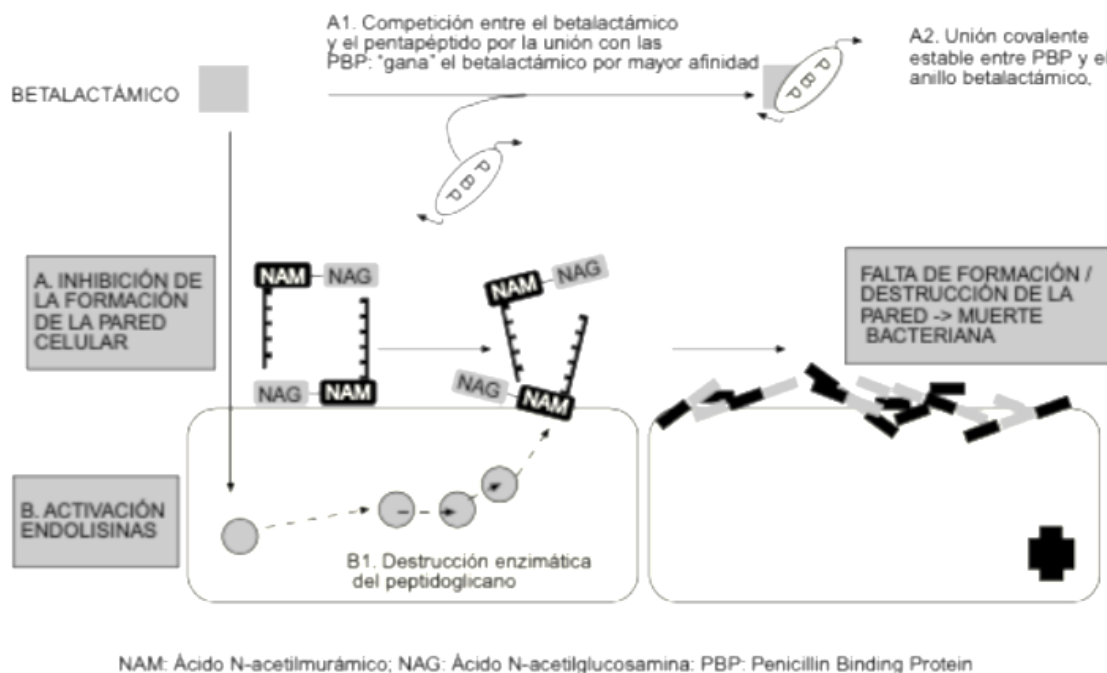 A1. Competición entre el betalactámico
y el pentapéptido por la unión con las
PBP: "gana" el betalactámico por mayor afinidad
A2. Unión covalente
estable entre PBP y el
anillo betalactámico.
BETALACTÁMICO
PBP
PBP
A. INHIBICIÓN DE
LA FORMACIÓN
DE LA PARED
CELULAR
NAM NAG
NAG NAM
NAM NAG
NAG NAM
FALTA DE FORMACIÓN /
DESTRUCCIÓN DE LA
PARED -> MUERTE
BACTERIANA
B. ACTIVACIÓN
ENDOLISINAS
B1. Destrucción enzimática
del peptidoglicano
NAM: Ácido N-acetilmurámico; NAG: Ácido N-acetilglucosamina: PBP: Penicillin Binding Protein